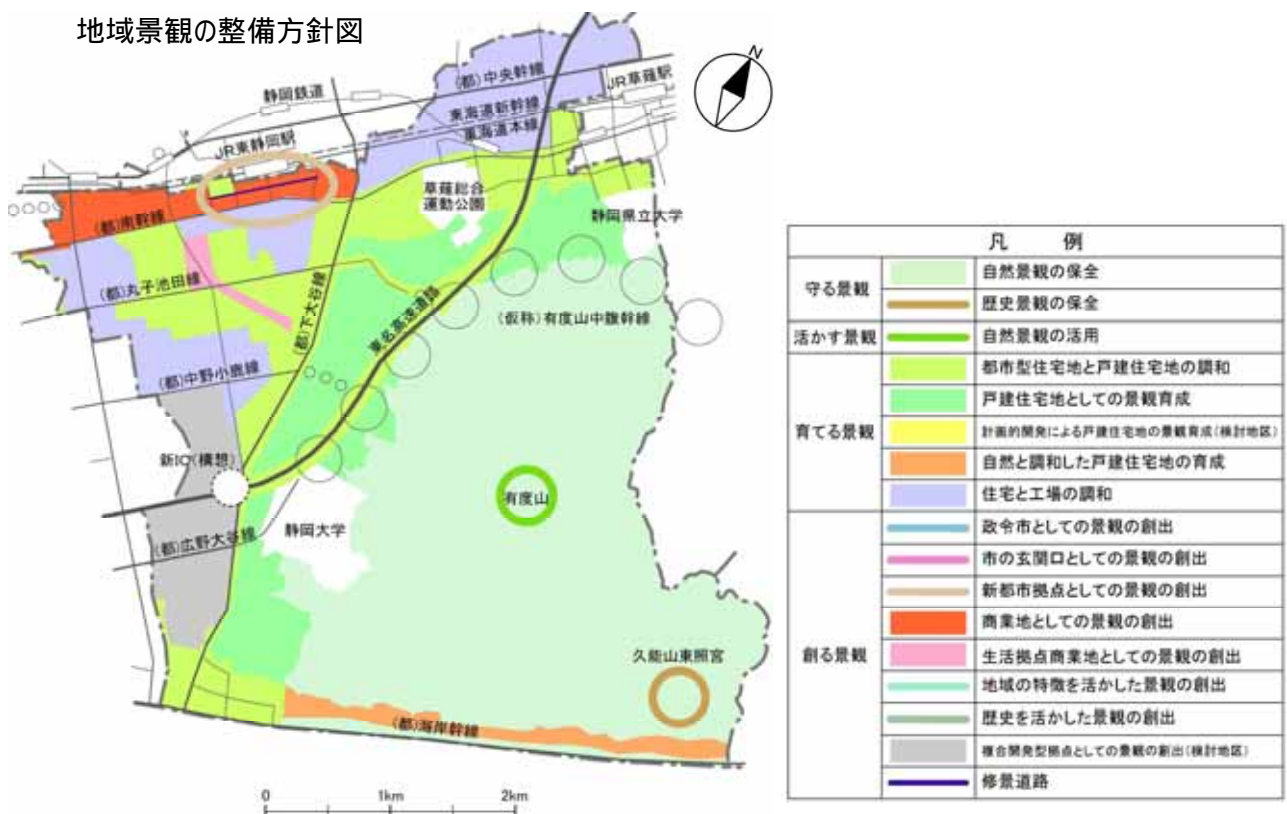 地域景観の整備方針図
N
(都)中央幹線
JR草薙駅
静岡鉄道
東海道新幹線
東海道本線
JR東静岡駅
草薙総合
運動公園
静岡県立大学
(都)南幹線
(都)丸子池田線
(都)下大谷線
東名高速道路
(仮称)有度山中腹幹線
(都)中野小鹿線
新IC(構想)
有度山
静岡大学
(都)広野大谷線
久能山東照宮
(都)海岸幹線
0 1km 2km
凡 例
守る景観
自然景観の保全
歴史景観の保全
活かす景観
自然景観の活用
育てる景観
都市型住宅地と戸建住宅地の調和
戸建住宅地としての景観育成
計画的開発による戸建住宅地の景観育成(検討地区)
自然と調和した戸建住宅地の育成
住宅と工場の調和
創る景観
政令市としての景観の創出
市の玄関口としての景観の創出
新都市拠点としての景観の創出
商業地としての景観の創出
生活拠点商業地としての景観の創出
地域の特徴を活かした景観の創出
歴史を活かした景観の創出
複合開発型拠点としての景観の創出(検討地区)
修景道路